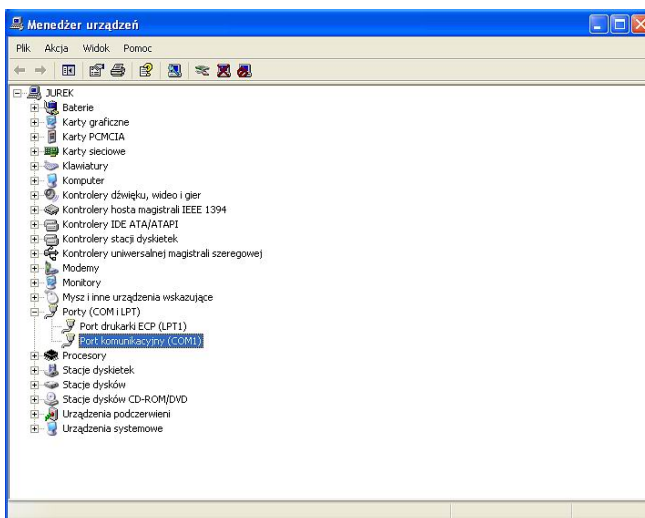 Menedżer urządzeń
Plik Akcja Widok Pomoc
JUREK
Baterie
Karty graficzne
Karty PCMCIA
Karty sieciowe
Klawiatury
Komputer
Kontrolery dźwięku, wideo i gier
Kontrolery hosta magistrali IEEE 1394
Kontrolery IDE ATA/ATAPI
Kontrolery stacji dyskietek
Kontrolery uniwersalnej magistrali szeregowej
Modemy
Monitory
Mysz i inne urządzenia wskazujące
Porty (COM i LPT)
Port drukarki ECP (LPT1)
Port komunikacyjny (COM1)
Procesory
Stacje dyskietek
Stacje dysków
Stacje dysków CD-ROM/DVD
Urządzenia podczerwieni
Urządzenia systemowe